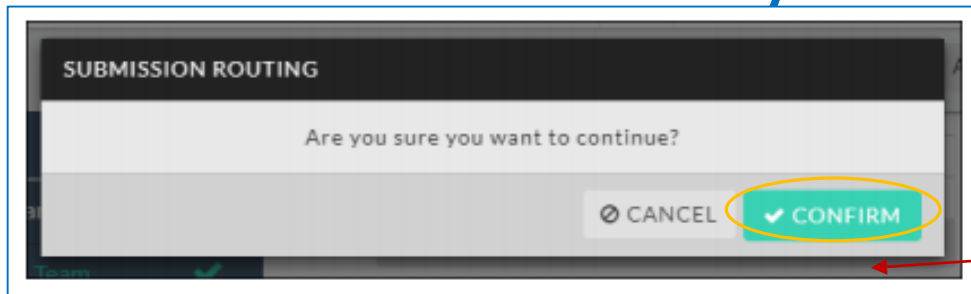 SUBMISSION ROUTING
Are you sure you want to continue?
CANCEL CONFIRM
Team